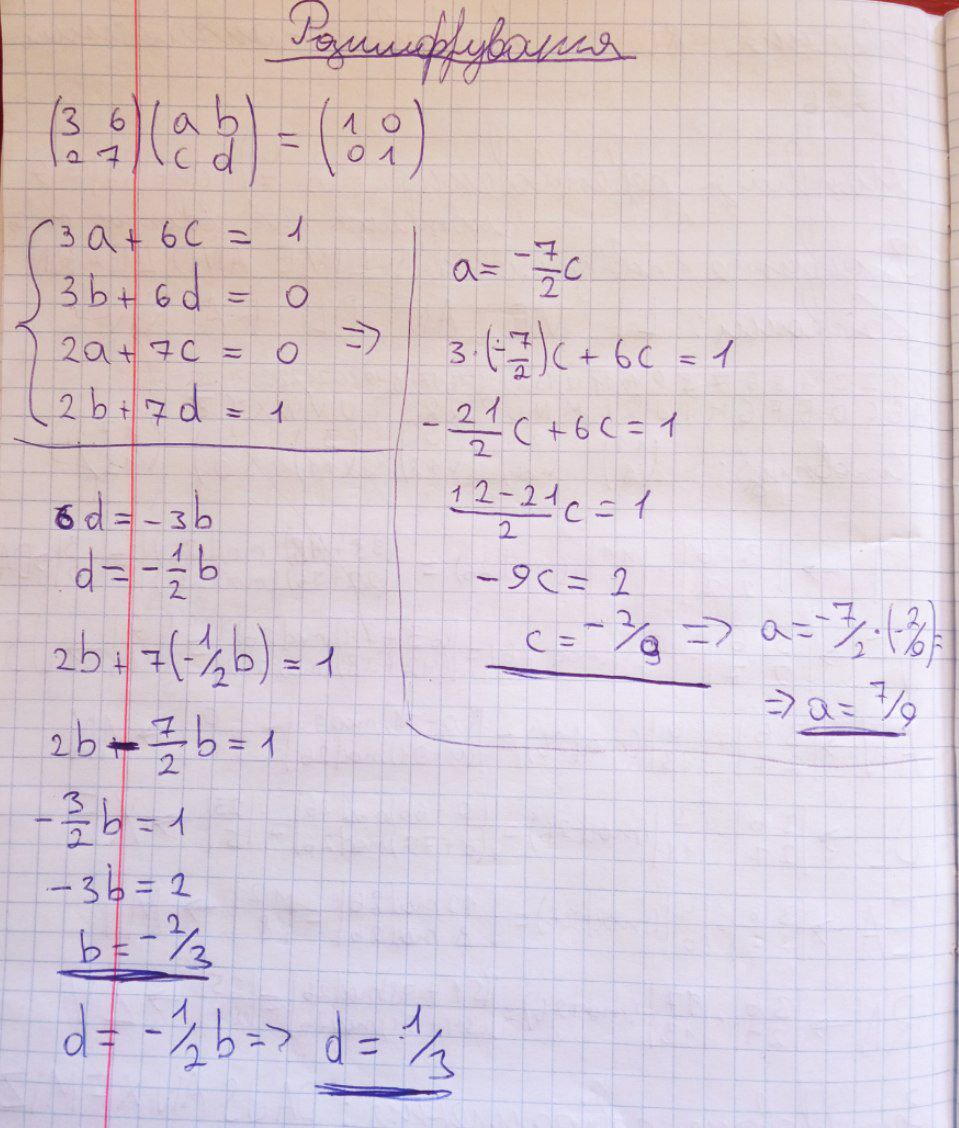 Розшифрування
(3 6
2 7) (a b
c d) = (1 0
0 1)
3a + 6c = 1
3b + 6d = 0
2a + 7c = 0 =>
2b + 7d = 1
6d = -3b
d = -1/2 b
2b + 7(-1/2 b) = 1
2b - 7/2 b = 1
-3/2 b = 1
-3b = 2
b = -2/3
d = -1/2 b => d = 1/3
a = -7/2 c
3·(-7/2)c + 6c = 1
-21/2 c + 6c = 1
12-21/2 c = 1
-9c = 2
c = -2/9 => a = -7/2 · (-2/9) =
=> a = 7/9